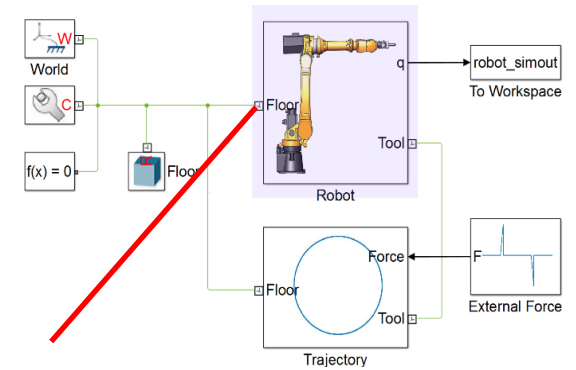 W
World
C
f(x) = 0
Floor
Floor
q
Tool
Robot
robot_simout
To Workspace
Force
Floor
Tool
Trajectory
F
External Force